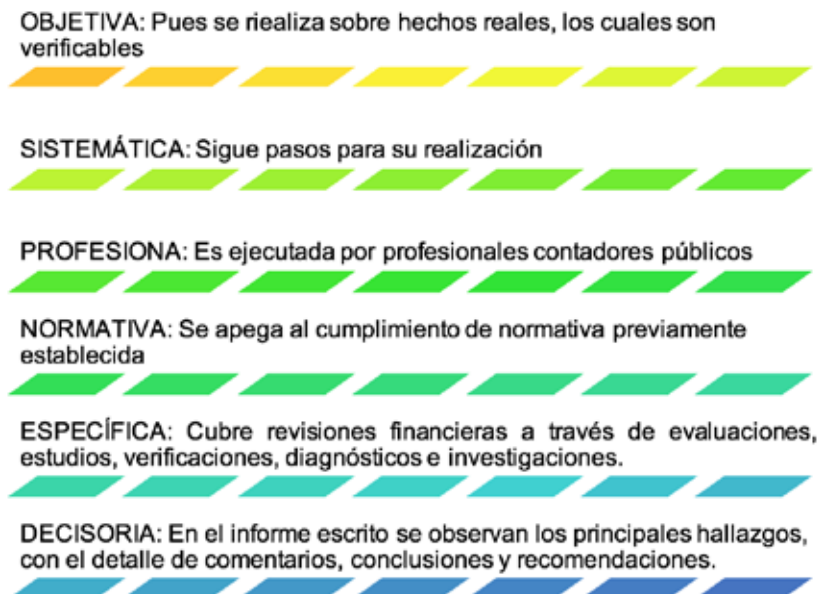 OBJETIVA: Pues se riealiza sobre hechos reales, los cuales son
verificables
SISTEMÁTICA: Sigue pasos para su realización
PROFESIONA: Es ejecutada por profesionales contadores públicos
NORMATIVA: Se apega al cumplimiento de normativa previamente
establecida
ESPECÍFICA: Cubre revisiones financieras a través de evaluaciones,
estudios, verificaciones, diagnósticos e investigaciones.
DECISORIA: En el informe escrito se observan los principales hallazgos,
con el detalle de comentarios, conclusiones y recomendaciones.